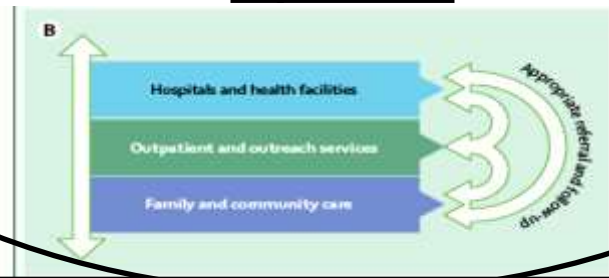 B
Hospitals and health facilities
Outpatient and outreach services
Family and community care
Appropriate referral and follow-up